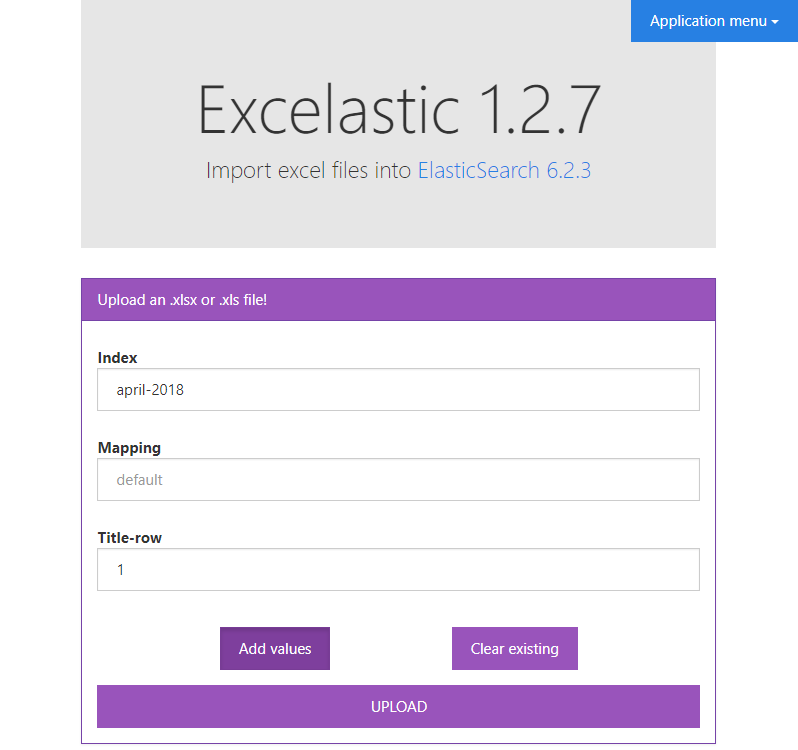 Application menu
Excelastic 1.2.7
Import excel files into ElasticSearch 6.2.3
Upload an .xlsx or .xls file!
Index
april-2018
Mapping
default
Title-row
1
Add values Clear existing
UPLOAD